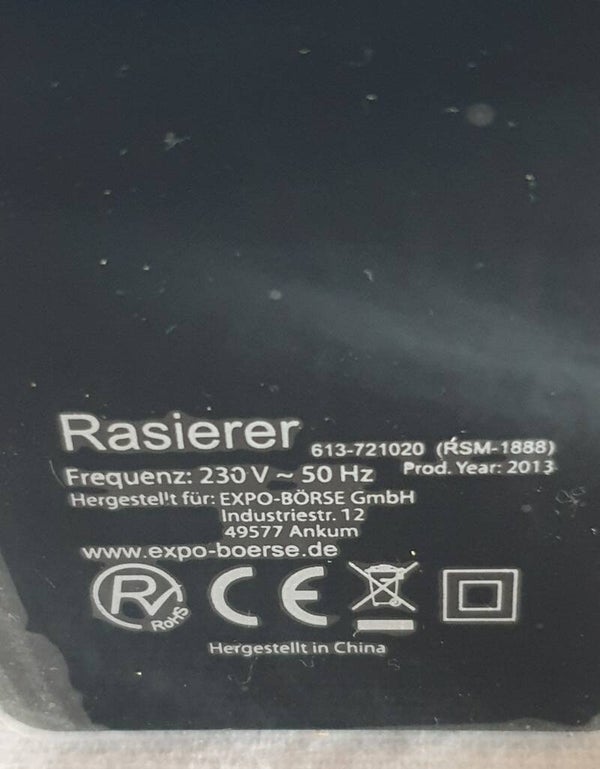 Rasierer 613-721020 (RSM-1888)
Frequenz: 230 V ~ 50 Hz Prod. Year: 2013
Hergestellt für: EXPO-BÖRSE GmbH
Industriestr. 12
49577 Ankum
www.expo-boerse.de
R RoHS CE
Hergestellt in China